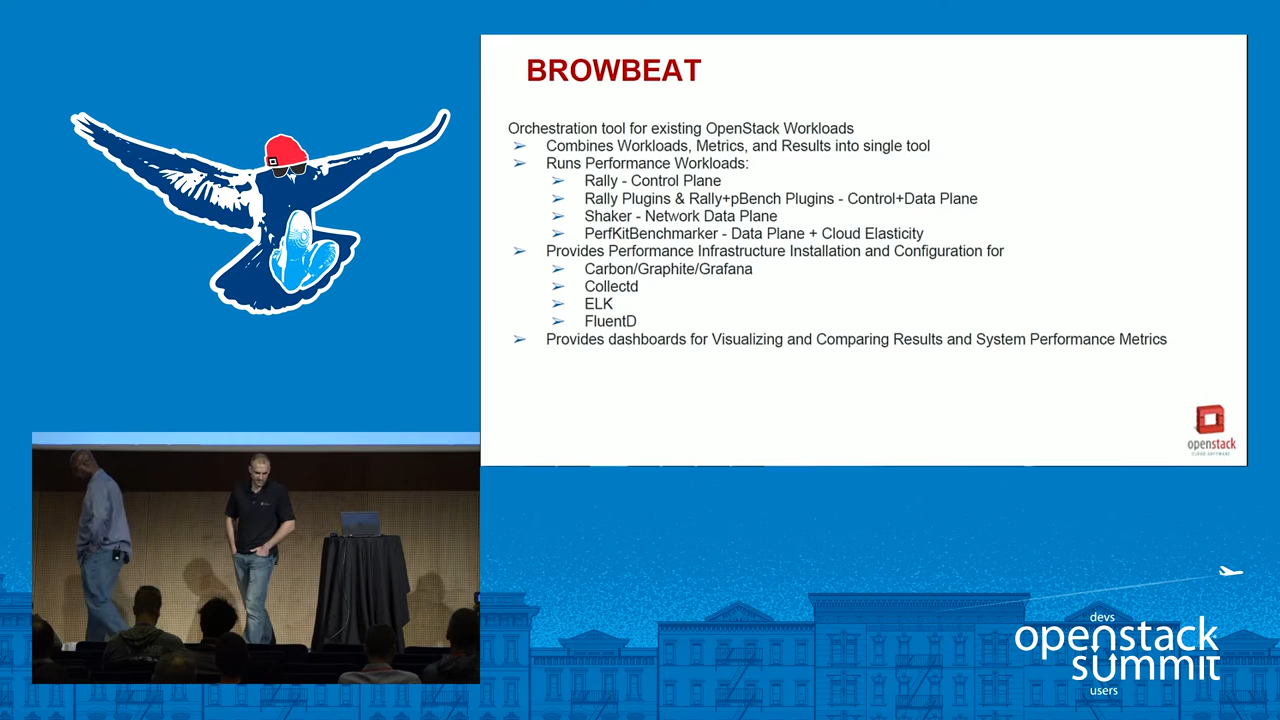 BROWBEAT
Orchestration tool for existing OpenStack Workloads
➢ Combines Workloads, Metrics, and Results into single tool
➢ Runs Performance Workloads:
➢ Rally - Control Plane
➢ Rally Plugins & Rally+pBench Plugins - Control+Data Plane
➢ Shaker - Network Data Plane
➢ PerfKitBenchmarker - Data Plane + Cloud Elasticity
➢ Provides Performance Infrastructure Installation and Configuration for
➢ Carbon/Graphite/Grafana
➢ Collectd
➢ ELK
➢ FluentD
➢ Provides dashboards for Visualizing and Comparing Results and System Performance Metrics
openstack
CLOUD SOFTWARE
devs
openstack
summit
users